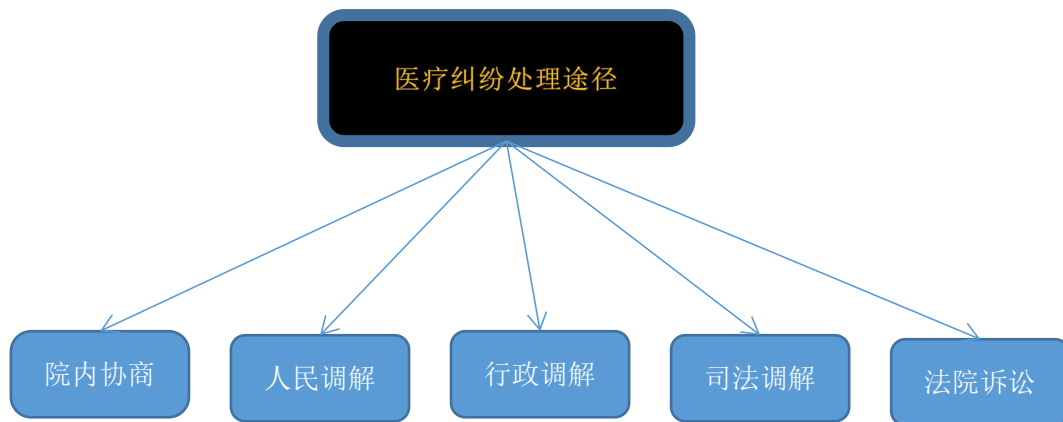 医疗纠纷处理途径
院内协商
人民调解
行政调解
司法调解
法院诉讼